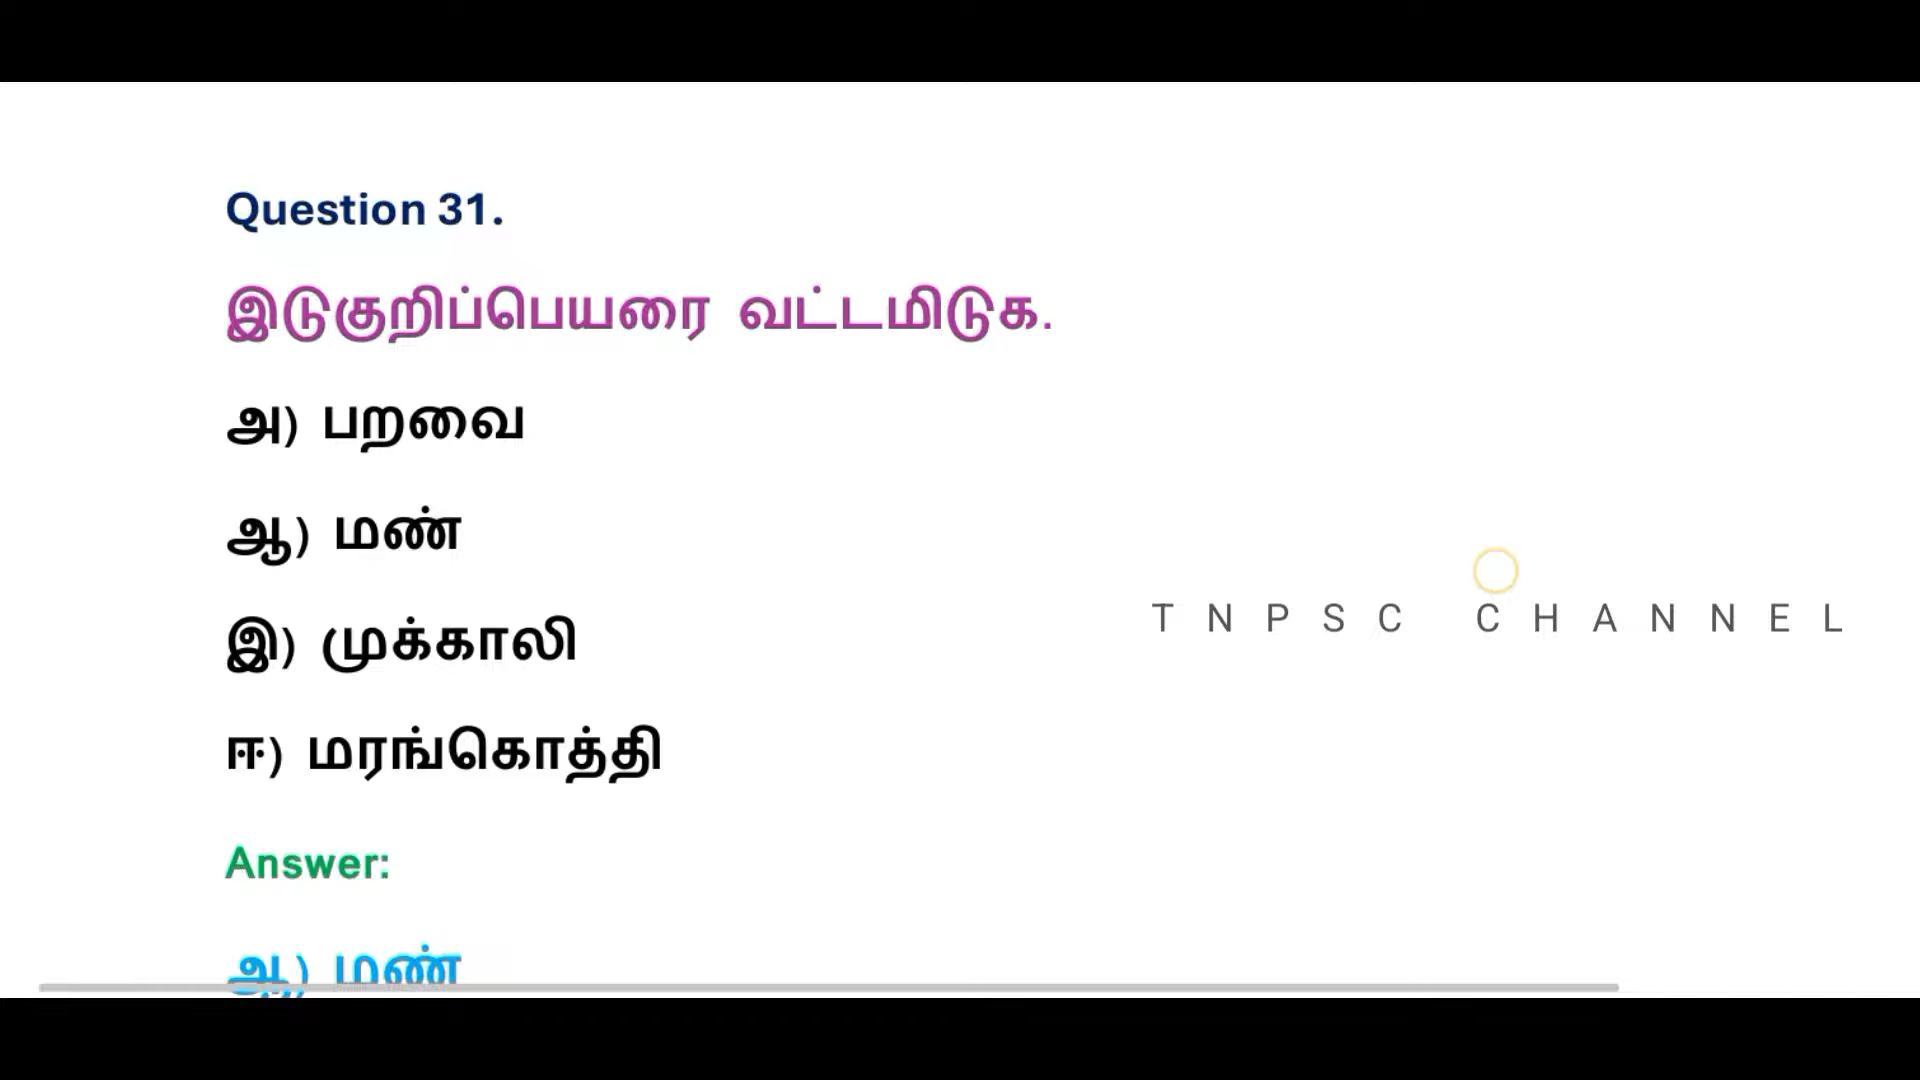 Question 31.
இடுகுறிப்பெயரை வட்டமிடுக.
அ) பறவை
ஆ) மண்
இ) முக்காலி
ஈ) மரங்கொத்தி
TNPSC CHANNEL
Answer:
ஆ) மண்